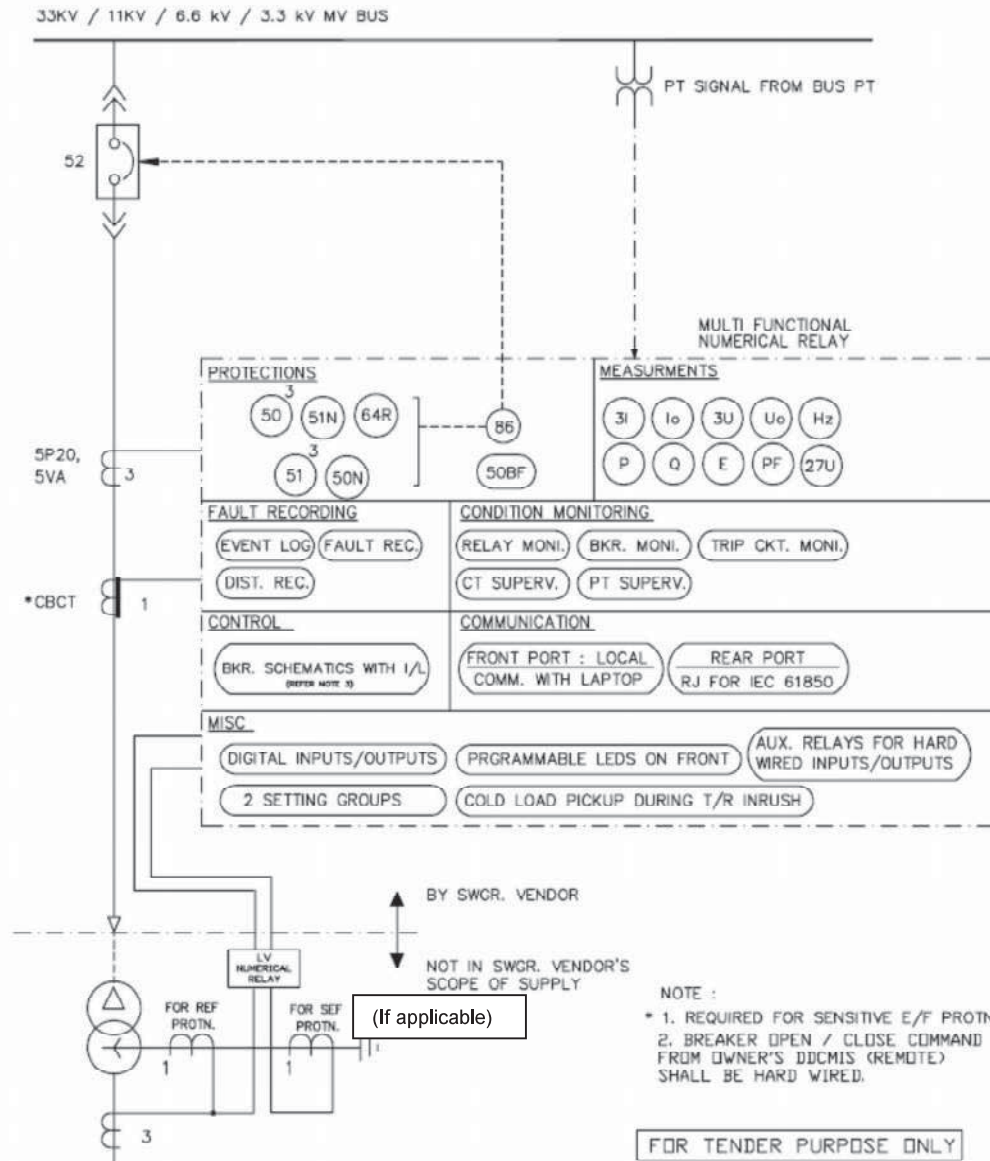 33KV / 11KV / 6.6 kV / 3.3 kV MV BUS
PT SIGNAL FROM BUS PT
52
MULTI FUNCTIONAL
NUMERICAL RELAY
PROTECTIONS
3
50
51N
64R
3
51
50N
86
50BF
MEASURMENTS
3I
Io
3U
Uo
Hz
P
Q
E
PF
27U
5P20,
5VA
3
FAULT RECORDING
EVENT LOG
FAULT REC.
DIST. REC.
CONDITION MONITORING
RELAY MONI.
BKR. MONI.
TRIP CKT. MONI.
CT SUPERV.
PT SUPERV.
*CBCT
1
CONTROL
BKR. SCHEMATICS WITH I/L
(REFER NOTE 3)
COMMUNICATION
FRONT PORT : LOCAL
COMM. WITH LAPTOP
REAR PORT
RJ FOR IEC 61850
MISC
DIGITAL INPUTS/OUTPUTS
PRGRAMMABLE LEDS ON FRONT
AUX. RELAYS FOR HARD
WIRED INPUTS/OUTPUTS
2 SETTING GROUPS
COLD LOAD PICKUP DURING T/R INRUSH
BY SWGR. VENDOR
NOT IN SWGR. VENDOR'S
SCOPE OF SUPPLY
LV
NUMERICAL
RELAY
FOR REF
PROTN.
1
FOR SEF
PROTN.
1
(If applicable)
3
NOTE :
* 1. REQUIRED FOR SENSITIVE E/F PROTN
2. BREAKER OPEN / CLOSE COMMAND
FROM OWNER'S DDCMIS (REMOTE)
SHALL BE HARD WIRED.
FOR TENDER PURPOSE ONLY